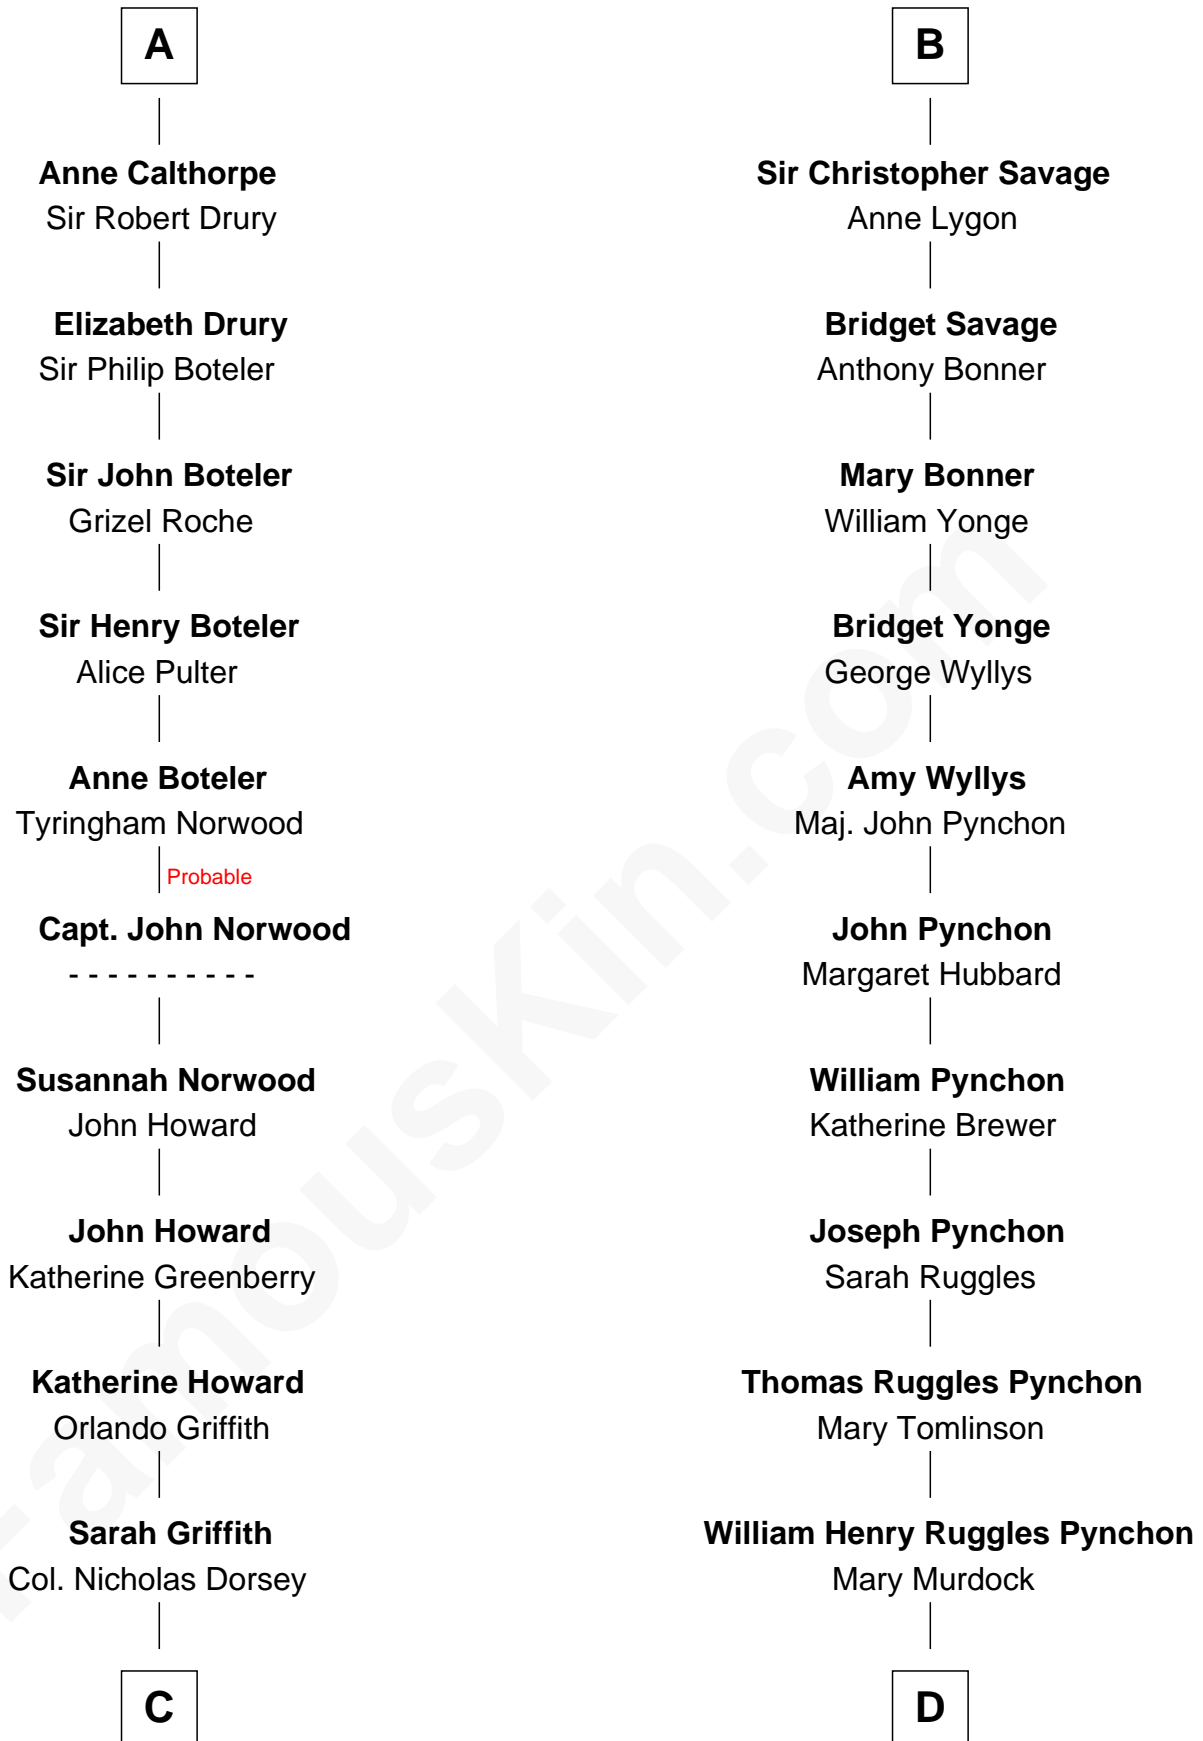 A
Anne Calthorpe
Sir Robert Drury
Elizabeth Drury
Sir Philip Boteler
Sir John Boteler
Grizel Roche
Sir Henry Boteler
Alice Pulter
Anne Boteler
Tyringham Norwood
Probable
Capt. John Norwood
- - - - - - - - - -
Susannah Norwood
John Howard
John Howard
Katherine Greenberry
Katherine Howard
Orlando Griffith
Sarah Griffith
Col. Nicholas Dorsey
C
B
Sir Christopher Savage
Anne Lygon
Bridget Savage
Anthony Bonner
Mary Bonner
William Yonge
Bridget Yonge
George Wyllys
Amy Wyllys
Maj. John Pynchon
John Pynchon
Margaret Hubbard
William Pynchon
Katherine Brewer
Joseph Pynchon
Sarah Ruggles
Thomas Ruggles Pynchon
Mary Tomlinson
William Henry Ruggles Pynchon
Mary Murdock
D
FamousKin.com